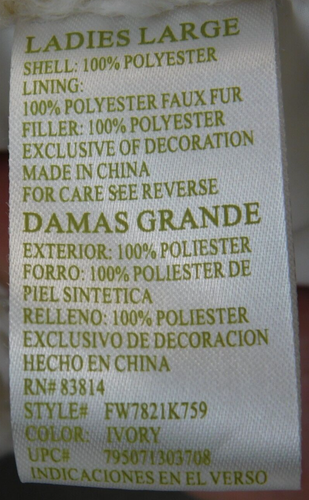 LADIES LARGE
SHELL: 100% POLYESTER
LINING:
100% POLYESTER FAUX FUR
FILLER: 100% POLYESTER
EXCLUSIVE OF DECORATION
MADE IN CHINA
FOR CARE SEE REVERSE
DAMAS GRANDE
EXTERIOR: 100% POLIESTER
FORRO: 100% POLIESTER DE
PIEL SINTETICA
RELLENO: 100% POLIESTER
EXCLUSIVO DE DECORACION
HECHO EN CHINA
RN# 83814
STYLE# FW7821K759
COLOR: IVORY
UPC# 795071303708
INDICACIONES EN EL VERSO